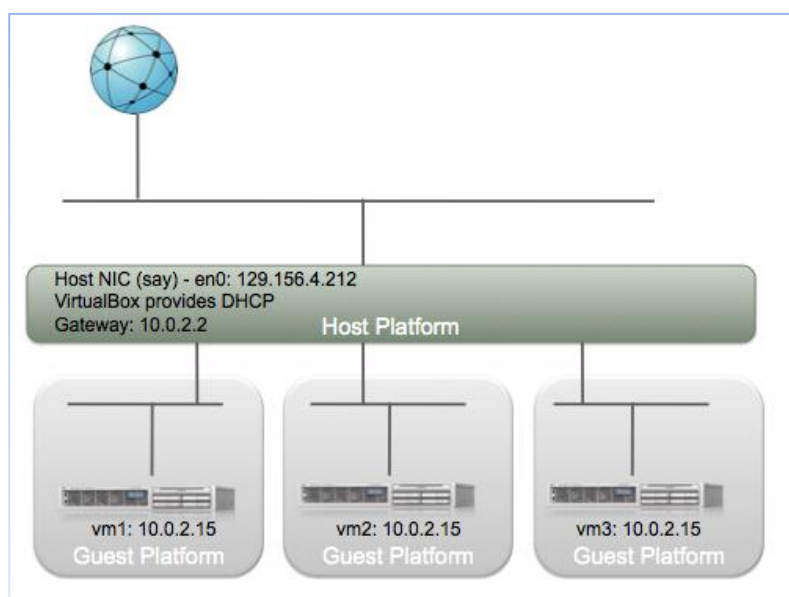 Host NIC (say) - en0: 129.156.4.212
VirtualBox provides DHCP
Gateway: 10.0.2.2
Host Platform
vm1: 10.0.2.15
Guest Platform
vm2: 10.0.2.15
Guest Platform
vm3: 10.0.2.15
Guest Platform